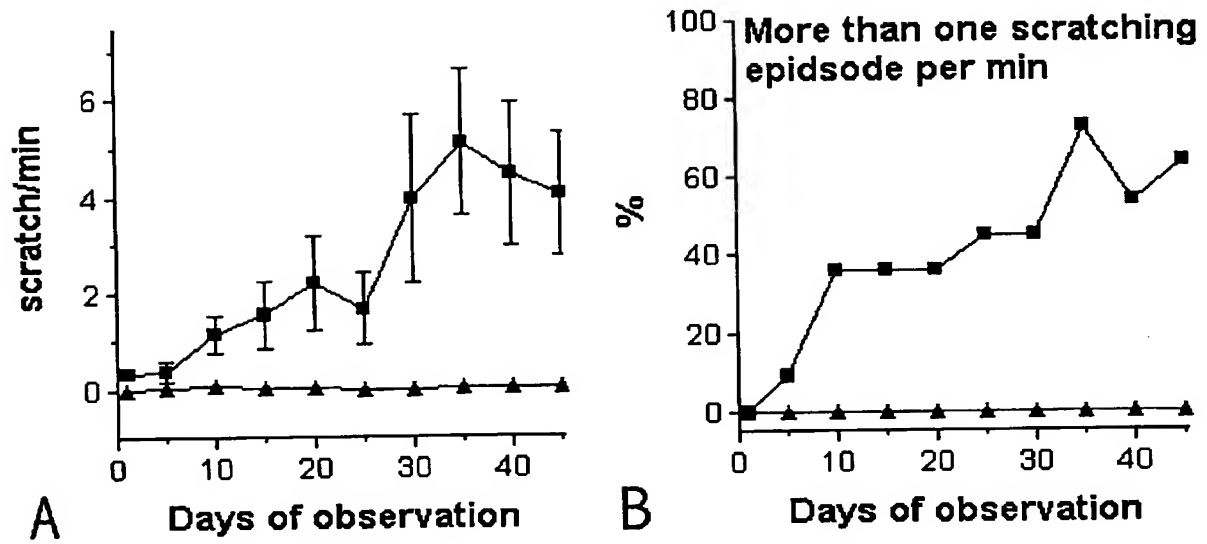 scratch/min
6
4
2
0
0 10 20 30 40
Days of observation
A
More than one scratching
epidsode per min
%
100
80
60
40
20
0
0 10 20 30 40
Days of observation
B